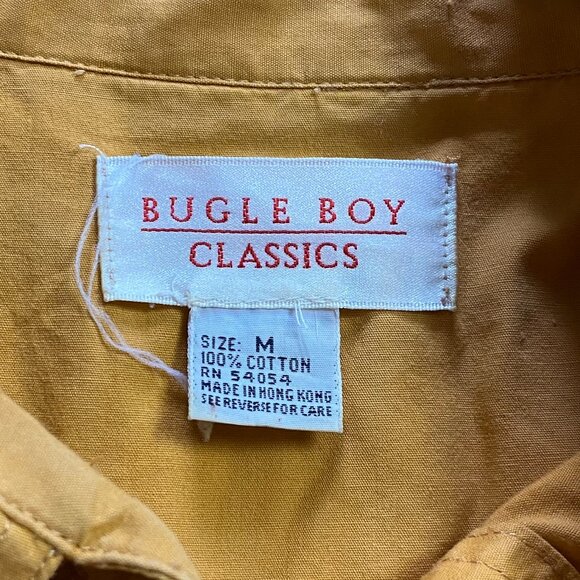 BUGLE BOY
CLASSICS
SIZE: M
100% COTTON
RN 54054
MADE IN HONG KONG
SEE REVERSE FOR CARE